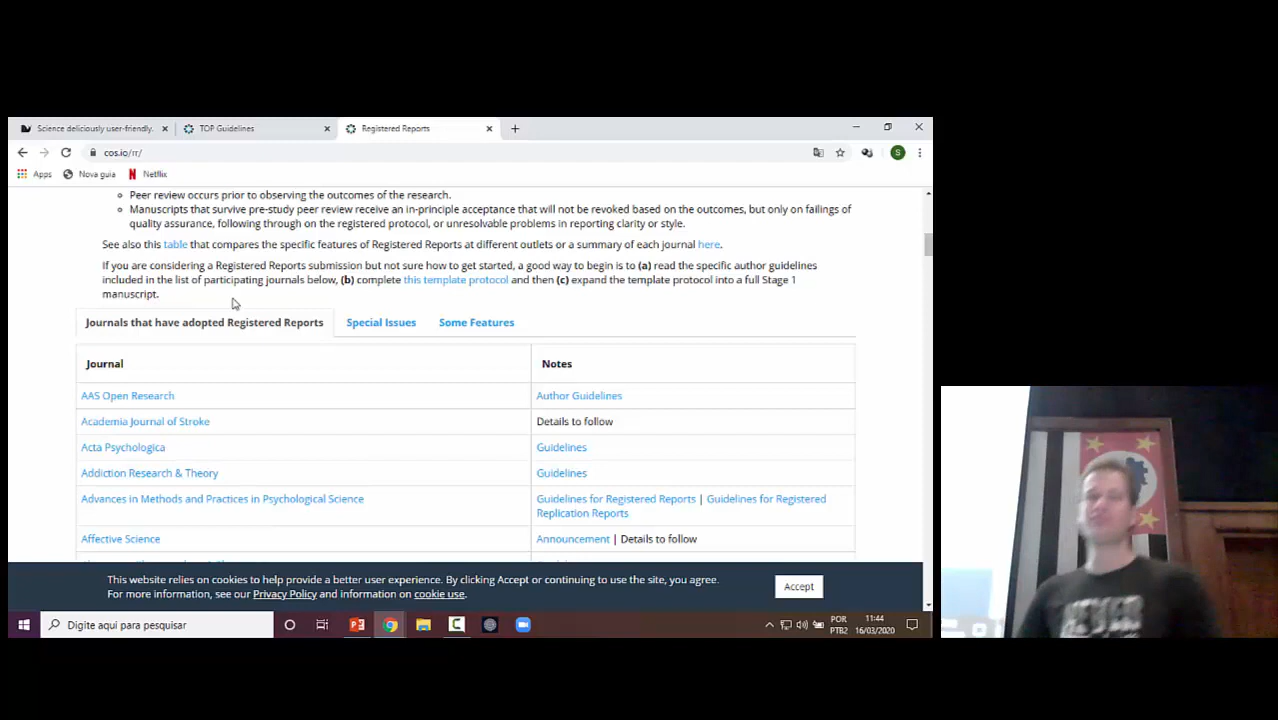 Science deliciously user-friendly.
TOP Guidelines
Registered Reports
cos.io/rr/
Apps
Nova guia
Netflix
Peer review occurs prior to observing the outcomes of the research.
Manuscripts that survive pre-study peer review receive an in-principle acceptance that will not be revoked based on the outcomes, but only on failings of
quality assurance, following through on the registered protocol, or unresolvable problems in reporting clarity or style.
See also this table that compares the specific features of Registered Reports at different outlets or a summary of each journal here.
If you are considering a Registered Reports submission but not sure how to get started, a good way to begin is to (a) read the specific author guidelines
included in the list of participating journals below, (b) complete this template protocol and then (c) expand the template protocol into a full Stage 1
manuscript.
Journals that have adopted Registered Reports
Special Issues
Some Features
Journal
Notes
AAS Open Research
Author Guidelines
Academia Journal of Stroke
Details to follow
Acta Psychologica
Guidelines
Addiction Research & Theory
Guidelines
Advances in Methods and Practices in Psychological Science
Guidelines for Registered Reports | Guidelines for Registered
Replication Reports
Affective Science
Announcement | Details to follow
This website relies on cookies to help provide a better user experience. By clicking Accept or continuing to use the site, you agree.
For more information, see our Privacy Policy and information on cookie use.
Accept
Digite aqui para pesquisar
POR
PTB2
11:44
16/03/2020